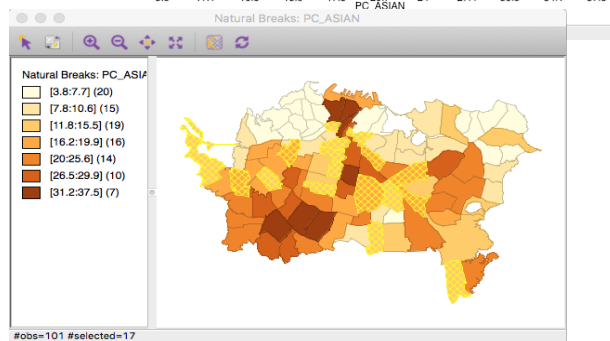 PC_ASIAN
Natural Breaks: PC_ASIAN
Natural Breaks: PC_ASIA
[3.8:7.7] (20)
[7.8:10.6] (15)
[11.8:15.5] (19)
[16.2:19.9] (16)
[20:25.6] (14)
[26.5:29.9] (10)
[31.2:37.5] (7)
#obs=101 #selected=17